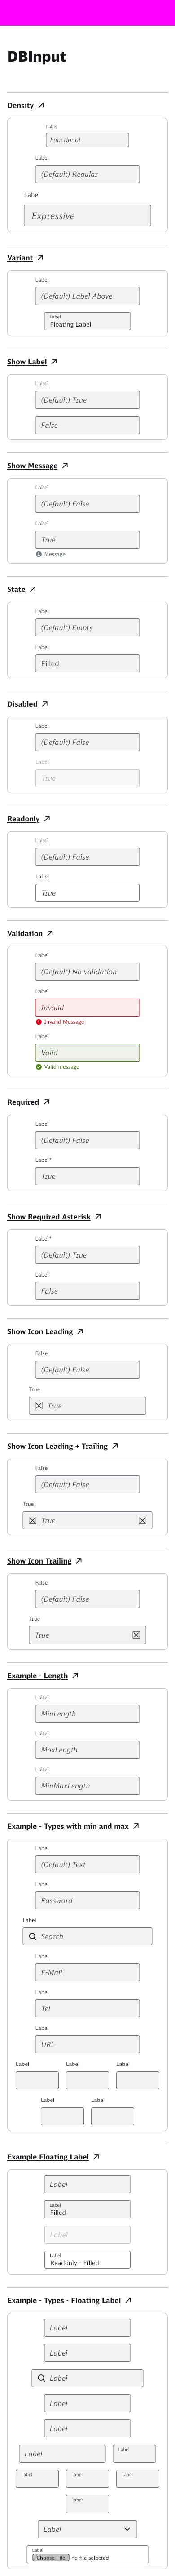 DBInput
Density
Label
Functional
Label
(Default) Regular
Label
Expressive
Variant
Label
(Default) Label Above
Label
Floating Label
Show Label
Label
(Default) True
False
Show Message
Label
(Default) False
Label
True
Message
State
Label
(Default) Empty
Label
Filled
Disabled
Label
(Default) False
Label
True
Readonly
Label
(Default) False
Label
True
Validation
Label
(Default) No validation
Label
Invalid
Invalid Message
Label
Valid
Valid message
Required
Label
(Default) False
Label*
True
Show Required Asterisk
Label*
(Default) True
Label
False
Show Icon Leading
False
(Default) False
True
True
Show Icon Leading + Trailing
False
(Default) False
True
True
Show Icon Trailing
False
(Default) False
True
True
Example - Length
Label
MinLength
Label
MaxLength
Label
MinMaxLength
Example - Types with min and max
Label
(Default) Text
Label
Password
Label
Search
Label
E-Mail
Label
Tel
Label
URL
Label Label Label
Label Label
Example Floating Label
Label
Label
Filled
Label
Label
Readonly - Filled
Example - Types - Floating Label
Label
Label
Label
Label
Label
Label Label
Label Label Label
Label
Label
Label
Choose File no file selected